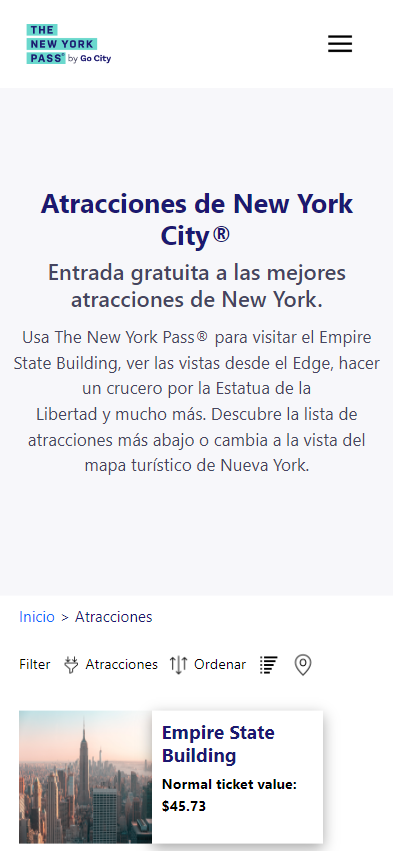 THE
NEW YORK
PASS® by Go City
Atracciones de New York
City®
Entrada gratuita a las mejores
atracciones de New York.
Usa The New York Pass® para visitar el Empire
State Building, ver las vistas desde el Edge, hacer
un crucero por la Estatua de la
Libertad y mucho más. Descubre la lista de
atracciones más abajo o cambia a la vista del
mapa turístico de Nueva York.
Inicio > Atracciones
Filter Atracciones Ordenar
Empire State
Building
Normal ticket value:
$45.73